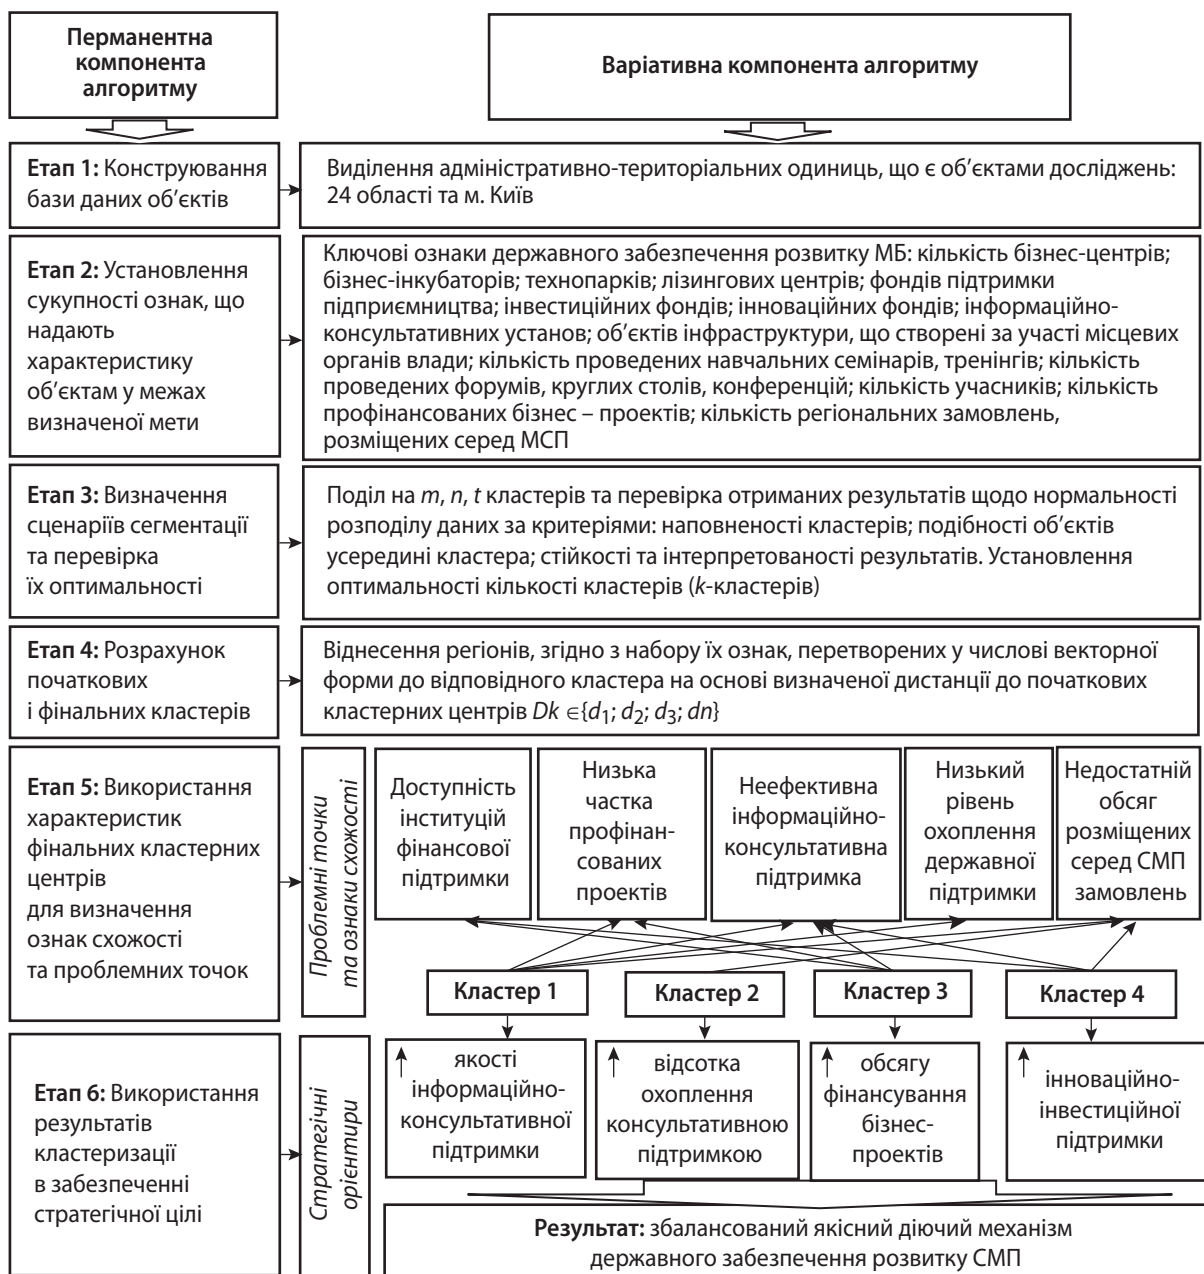 Перманентна
компонента
алгоритму
Варіативна компонента алгоритму
Етап 1: Конструювання
бази даних об’єктів
Виділення адміністративно-територіальних одиниць, що є об’єктами досліджень:
24 області та м. Київ
Етап 2: Установлення
сукупності ознак, що
надають
характеристику
об’єктам у межах
визначеної мети
Ключові ознаки державного забезпечення розвитку МБ: кількість бізнес-центрів;
бізнес-інкубаторів; технопарків; лізингових центрів; фондів підтримки
підприємництва; інвестиційних фондів; інноваційних фондів; інформаційно-
консультативних установ; об’єктів інфраструктури, що створені за участі місцевих
органів влади; кількість проведених навчальних семінарів, тренінгів; кількість
проведених форумів, круглих столів, конференцій; кількість учасників; кількість
профінансованих бізнес – проектів; кількість регіональних замовлень,
розміщених серед МСП
Етап 3: Визначення
сценаріїв сегментації
та перевірка
їх оптимальності
Поділ на m, n, t кластерів та перевірка отриманих результатів щодо нормальності
розподілу даних за критеріями: наповненості кластерів; подібності об’єктів
усередині кластера; стійкості та інтерпретованості результатів. Установлення
оптимальності кількості кластерів (k-кластерів)
Етап 4: Розрахунок
початкових
і фінальних кластерів
Віднесення регіонів, згідно з набору їх ознак, перетворених у числові векторної
форми до відповідного кластера на основі визначеної дистанції до початкових
кластерних центрів Dk ∈{d1; d2; d3; dn}
Етап 5: Використання
характеристик
фінальних кластерних
центрів
для визначення
ознак схожості
та проблемних точок
Проблемні точки
та ознаки схожості
Доступність
інституцій
фінансової
підтримки
Низька
частка
профінан-
сованих
проектів
Неефективна
інформаційно-
консультативна
підтримка
Низький
рівень
охоплення
державної
підтримки
Недостатній
обсяг
розміщених
серед СМП
замовлень
Кластер 1
Кластер 2
Кластер 3
Кластер 4
Етап 6: Використання
результатів
кластеризації
в забезпеченні
стратегічної цілі
Стратегічні
орієнтири
↑ якості
інформаційно-
консультативної
підтримки
↑ відсотка
охоплення
консультативною
підтримкою
↑ обсягу
фінансування
бізнес-
проектів
↑ інноваційно-
інвестиційної
підтримки
Результат: збалансований якісний діючий механізм
державного забезпечення розвитку СМП